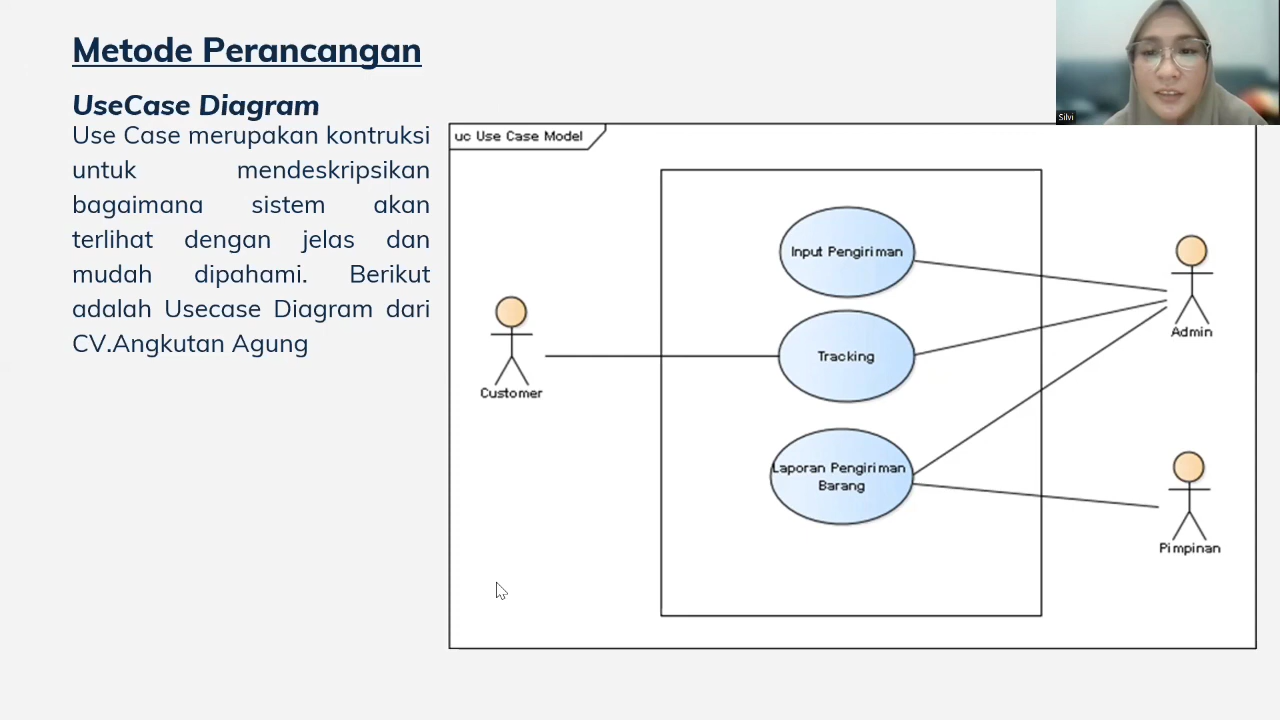 Metode Perancangan
UseCase Diagram
Use Case merupakan kontruksi
untuk mendeskripsikan
bagaimana sistem akan
terlihat dengan jelas dan
mudah dipahami. Berikut
adalah Usecase Diagram dari
CV.Angkutan Agung
Silvi
uc Use Case Model
Input Pengiriman
Admin
Tracking
Customer
Laporan Pengiriman
Barang
Pimpinan